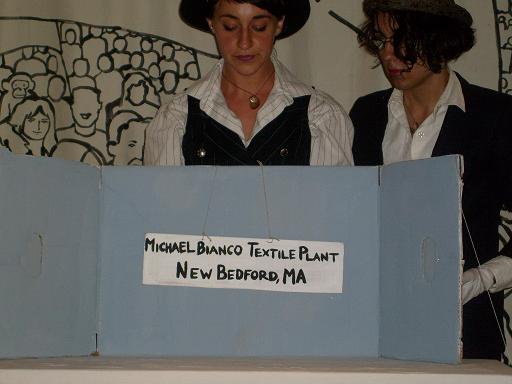 MICHAEL BIANCO TEXTILE PLANT
NEW BEDFORD, MA